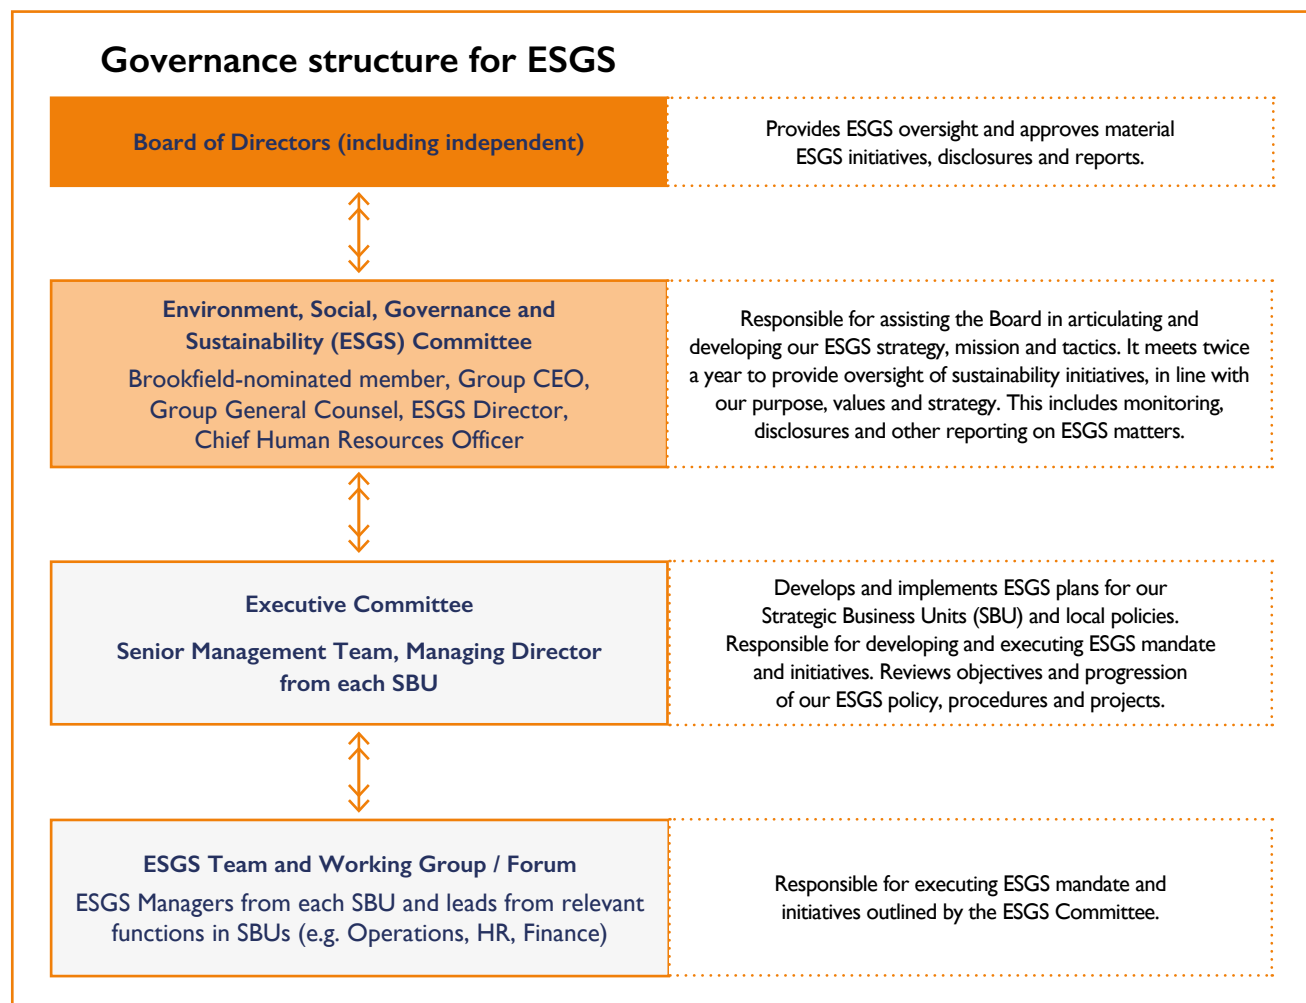 Governance structure for ESGS
Board of Directors (including independent)
Provides ESGS oversight and approves material
ESGS initiatives, disclosures and reports.
Environment, Social, Governance and
Sustainability (ESGS) Committee
Brookfield-nominated member, Group CEO,
Group General Counsel, ESGS Director,
Chief Human Resources Officer
Responsible for assisting the Board in articulating and
developing our ESGS strategy, mission and tactics. It meets twice
a year to provide oversight of sustainability initiatives, in line with
our purpose, values and strategy. This includes monitoring,
disclosures and other reporting on ESGS matters.
Executive Committee
Senior Management Team, Managing Director
from each SBU
Develops and implements ESGS plans for our
Strategic Business Units (SBU) and local policies.
Responsible for developing and executing ESGS mandate
and initiatives. Reviews objectives and progression
of our ESGS policy, procedures and projects.
ESGS Team and Working Group / Forum
ESGS Managers from each SBU and leads from relevant
functions in SBUs (e.g. Operations, HR, Finance)
Responsible for executing ESGS mandate and
initiatives outlined by the ESGS Committee.